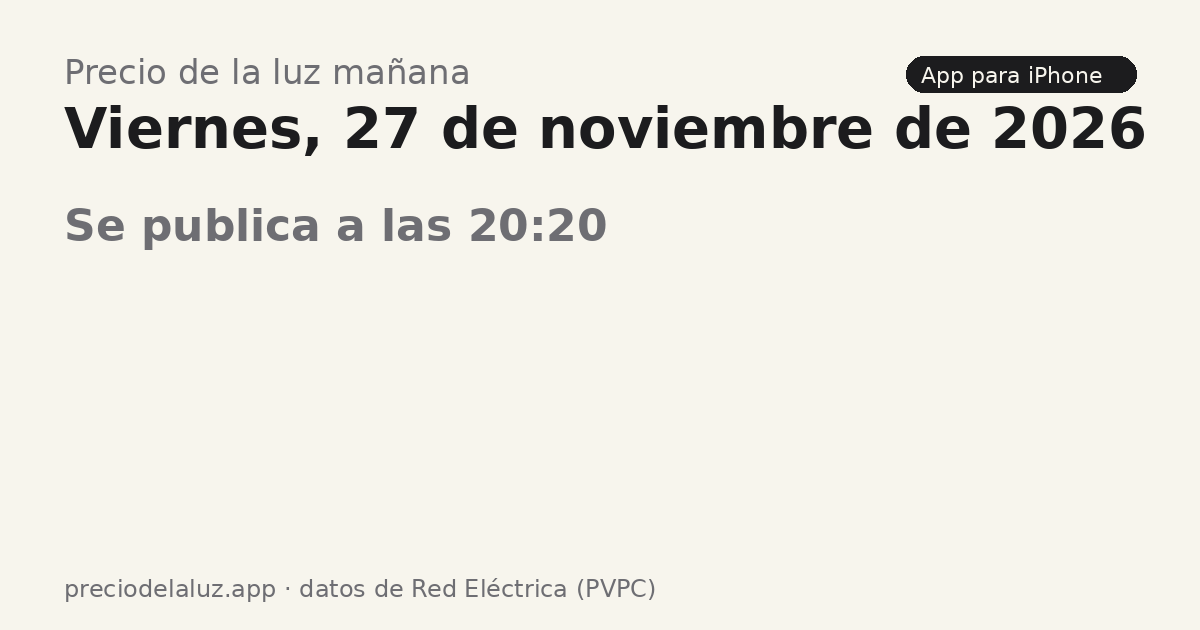 Precio de la luz mañana
App para iPhone
Viernes, 27 de noviembre de 2026
Se publica a las 20:20
preciodelaluz.app · datos de Red Eléctrica (PVPC)